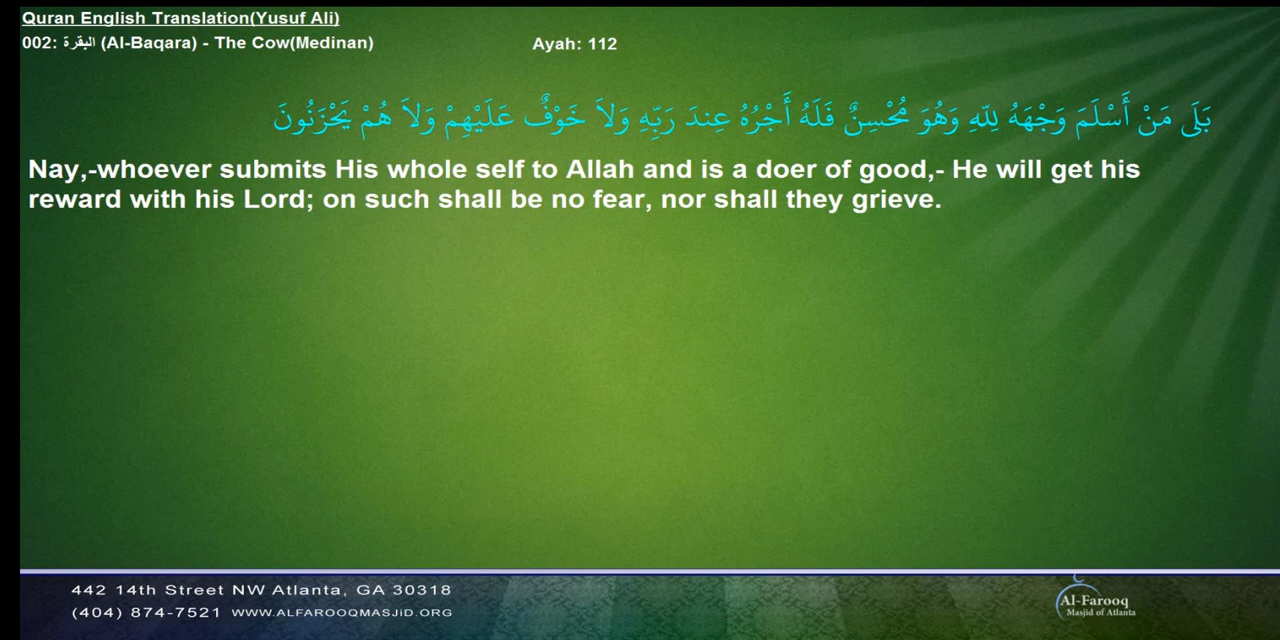 Quran English Translation(Yusuf Ali)
002: البقرة (Al-Baqara) - The Cow(Medinan) Ayah: 112
بَلَى مَنْ أَسْلَمَ وَجْهَهُ لِلّهِ وَهُوَ مُحْسِنٌ فَلَهُ أَجْرُهُ عِندَ رَبِّهِ وَلاَ خَوْفٌ عَلَيْهِمْ وَلاَ هُمْ يَحْزَنُونَ
Nay,-whoever submits His whole self to Allah and is a doer of good,- He will get his
reward with his Lord; on such shall be no fear, nor shall they grieve.
442 14th Street NW Atlanta, GA 30318
(404) 874-7521 WWW.ALFAROOQMASJiD.ORG
Al-Farooq
Masjid of Atlanta